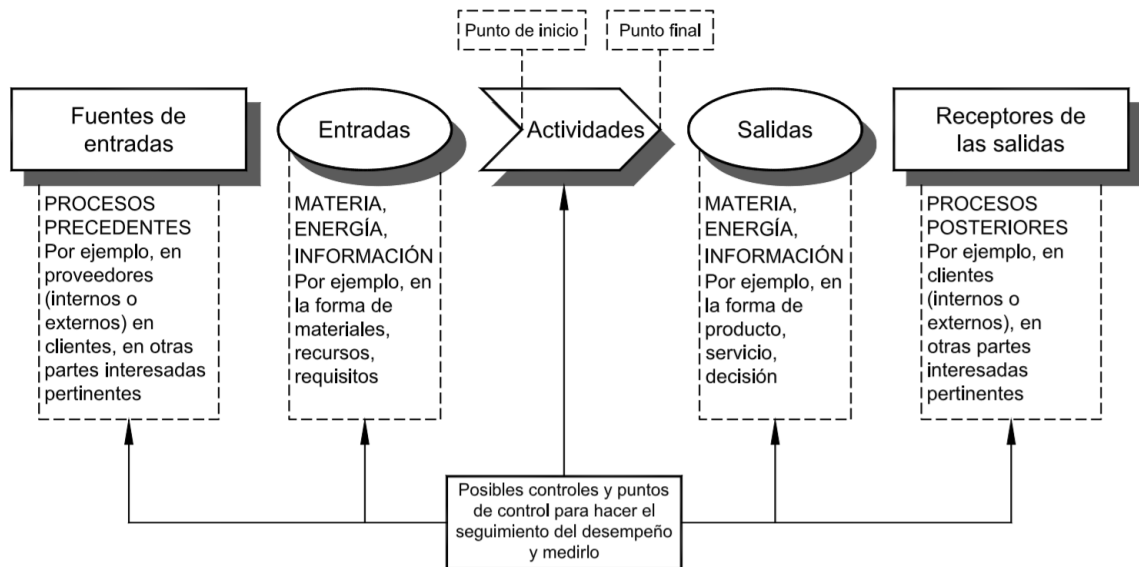 Punto de inicio
Punto final
Fuentes de
entradas
Entradas
Actividades
Salidas
Receptores de
las salidas
PROCESOS
PRECEDENTES
Por ejemplo, en
proveedores
(internos o
externos) en
clientes, en otras
partes interesadas
pertinentes
MATERIA,
ENERGÍA,
INFORMACIÓN
Por ejemplo, en
la forma de
materiales,
recursos,
requisitos
MATERIA,
ENERGÍA,
INFORMACIÓN
Por ejemplo, en
la forma de
producto,
servicio,
decisión
PROCESOS
POSTERIORES
Por ejemplo, en
clientes
(internos o
externos), en
otras partes
interesadas
pertinentes
Posibles controles y puntos
de control para hacer el
seguimiento del desempeño
y medirlo